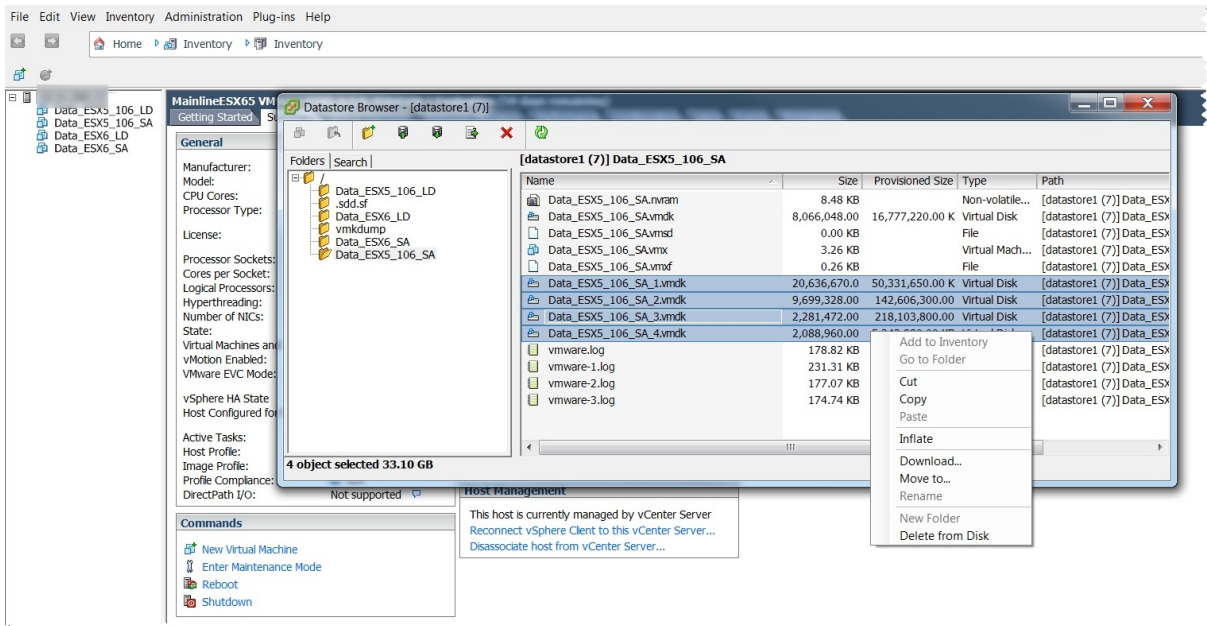 File Edit View Inventory Administration Plug-ins Help
Home Inventory Inventory
Data_ESX5_106_LD
Data_ESX5_106_SA
Data_ESX6_LD
Data_ESX6_SA
MainlineESX65 VM
Getting Started Su
General
Manufacturer:
Model:
CPU Cores:
Processor Type:
License:
Processor Sockets:
Cores per Socket:
Logical Processors:
Hyperthreading:
Number of NICs:
State:
Virtual Machines and
vMotion Enabled:
VMware EVC Mode:
vSphere HA State
Host Configured for
Active Tasks:
Host Profile:
Image Profile:
Profile Compliance:
DirectPath I/O: Not supported
Commands
New Virtual Machine
Enter Maintenance Mode
Reboot
Shutdown
Host Management
This host is currently managed by vCenter Server
Reconnect vSphere Client to this vCenter Server...
Disassociate host from vCenter Server...
Datastore Browser - [datastore1 (7)]
Folders Search
/
Data_ESX5_106_LD
.sdd.sf
Data_ESX6_LD
vmkdump
Data_ESX6_SA
Data_ESX5_106_SA
[datastore1 (7)] Data_ESX5_106_SA
Name Size Provisioned Size Type Path
Data_ESX5_106_SA.nvram 8.48 KB Non-volatile... [datastore1 (7)] Data_ESX
Data_ESX5_106_SA.vmdk 8,066,048.00 16,777,220.00 K Virtual Disk [datastore1 (7)] Data_ESX
Data_ESX5_106_SA.vmsd 0.00 KB File [datastore1 (7)] Data_ESX
Data_ESX5_106_SA.vmx 3.26 KB Virtual Mach... [datastore1 (7)] Data_ESX
Data_ESX5_106_SA.vmxf 0.26 KB File [datastore1 (7)] Data_ESX
Data_ESX5_106_SA_1.vmdk 20,636,670.0 50,331,650.00 K Virtual Disk [datastore1 (7)] Data_ESX
Data_ESX5_106_SA_2.vmdk 9,699,328.00 142,606,300.00 Virtual Disk [datastore1 (7)] Data_ESX
Data_ESX5_106_SA_3.vmdk 2,281,472.00 218,103,800.00 Virtual Disk [datastore1 (7)] Data_ESX
Data_ESX5_106_SA_4.vmdk 2,088,960.00 [datastore1 (7)] Data_ESX
vmware.log 178.82 KB [datastore1 (7)] Data_ESX
vmware-1.log 231.31 KB [datastore1 (7)] Data_ESX
vmware-2.log 177.07 KB [datastore1 (7)] Data_ESX
vmware-3.log 174.74 KB [datastore1 (7)] Data_ESX
4 object selected 33.10 GB
Add to Inventory
Go to Folder
Cut
Copy
Paste
Inflate
Download...
Move to...
Rename
New Folder
Delete from Disk